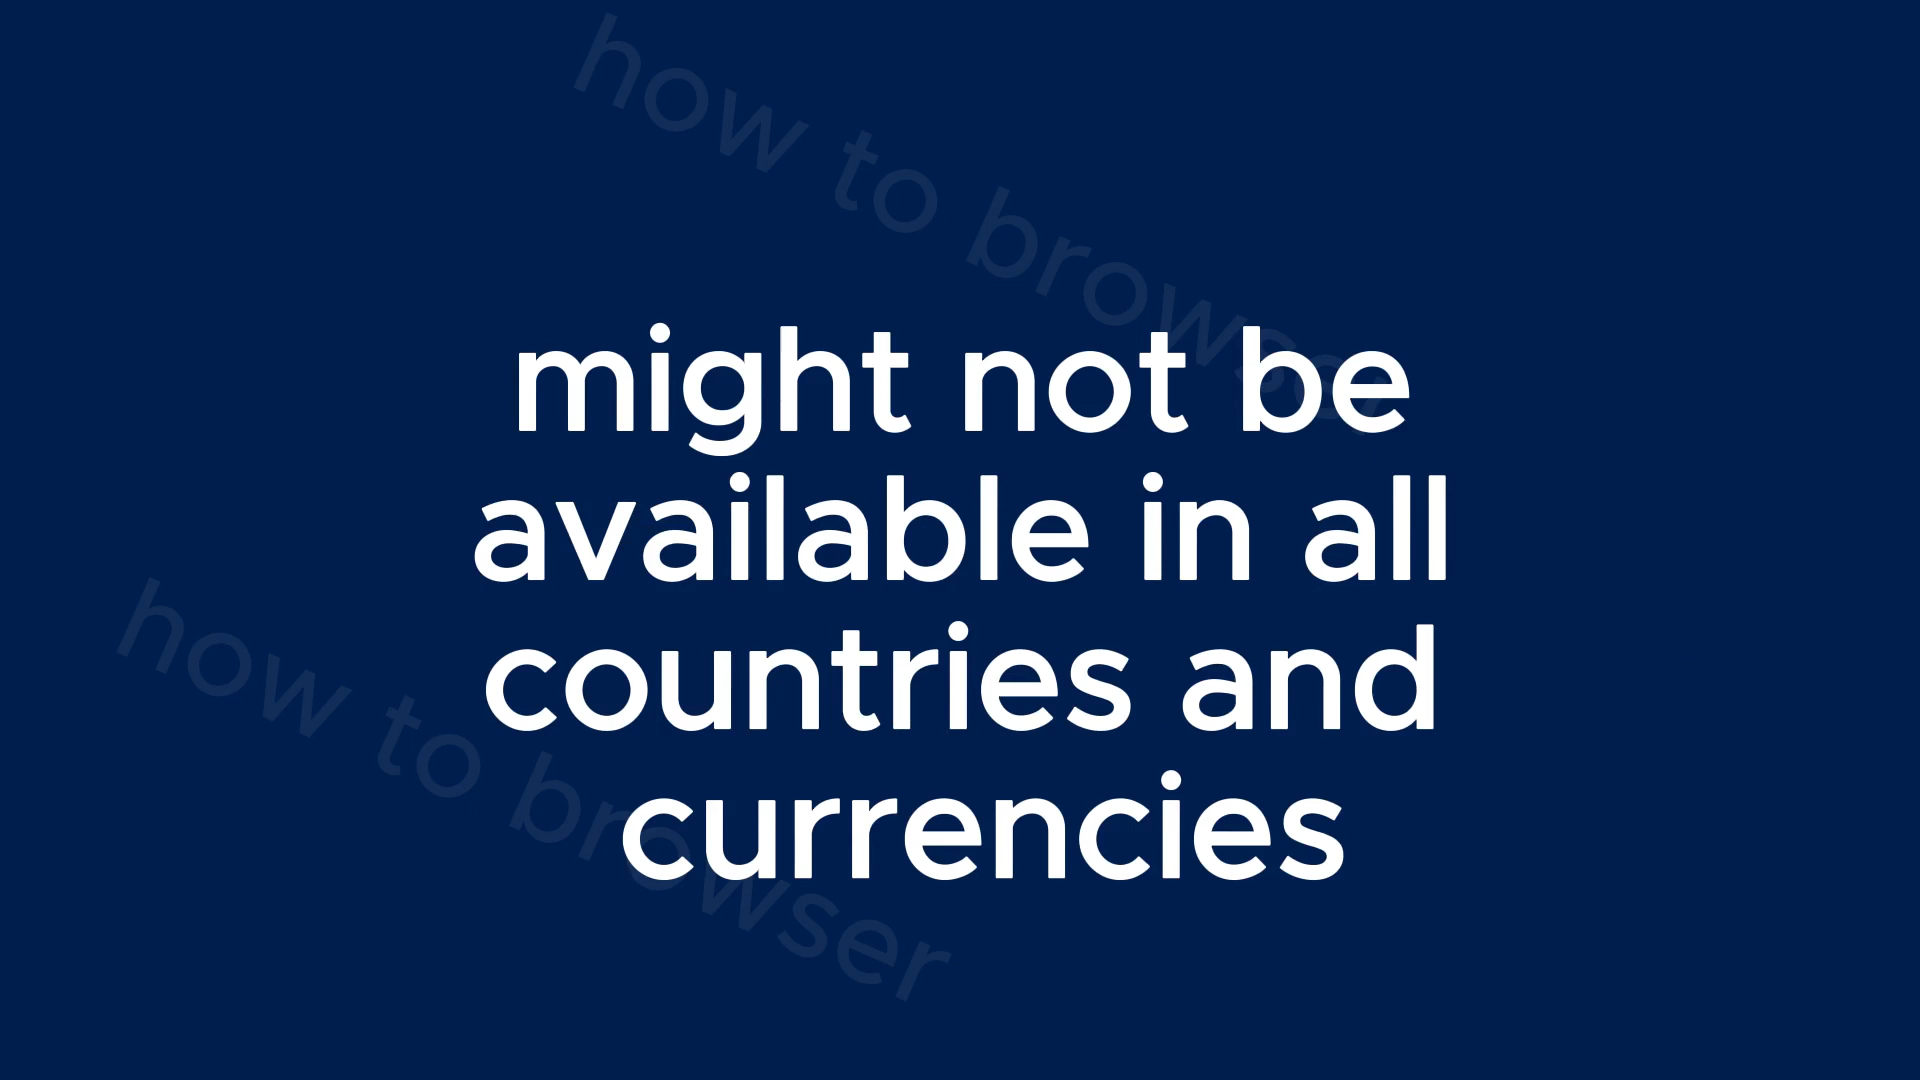 how to browser
might not be
available in all
countries and
currencies
how to browser